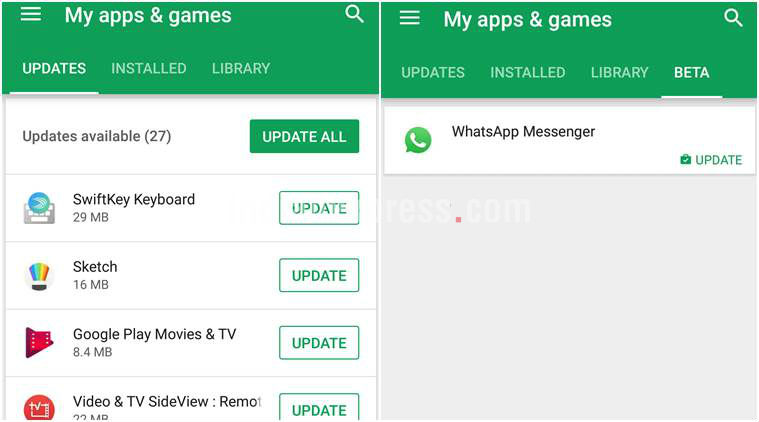 My apps & games
UPDATES INSTALLED LIBRARY
Updates available (27) UPDATE ALL
SwiftKey Keyboard
29 MB
UPDATE
Sketch
16 MB
UPDATE
Google Play Movies & TV
8.4 MB
UPDATE
Video & TV SideView : Remot
22 MB
UPDATE
My apps & games
UPDATES INSTALLED LIBRARY BETA
WhatsApp Messenger
UPDATE
ress.com